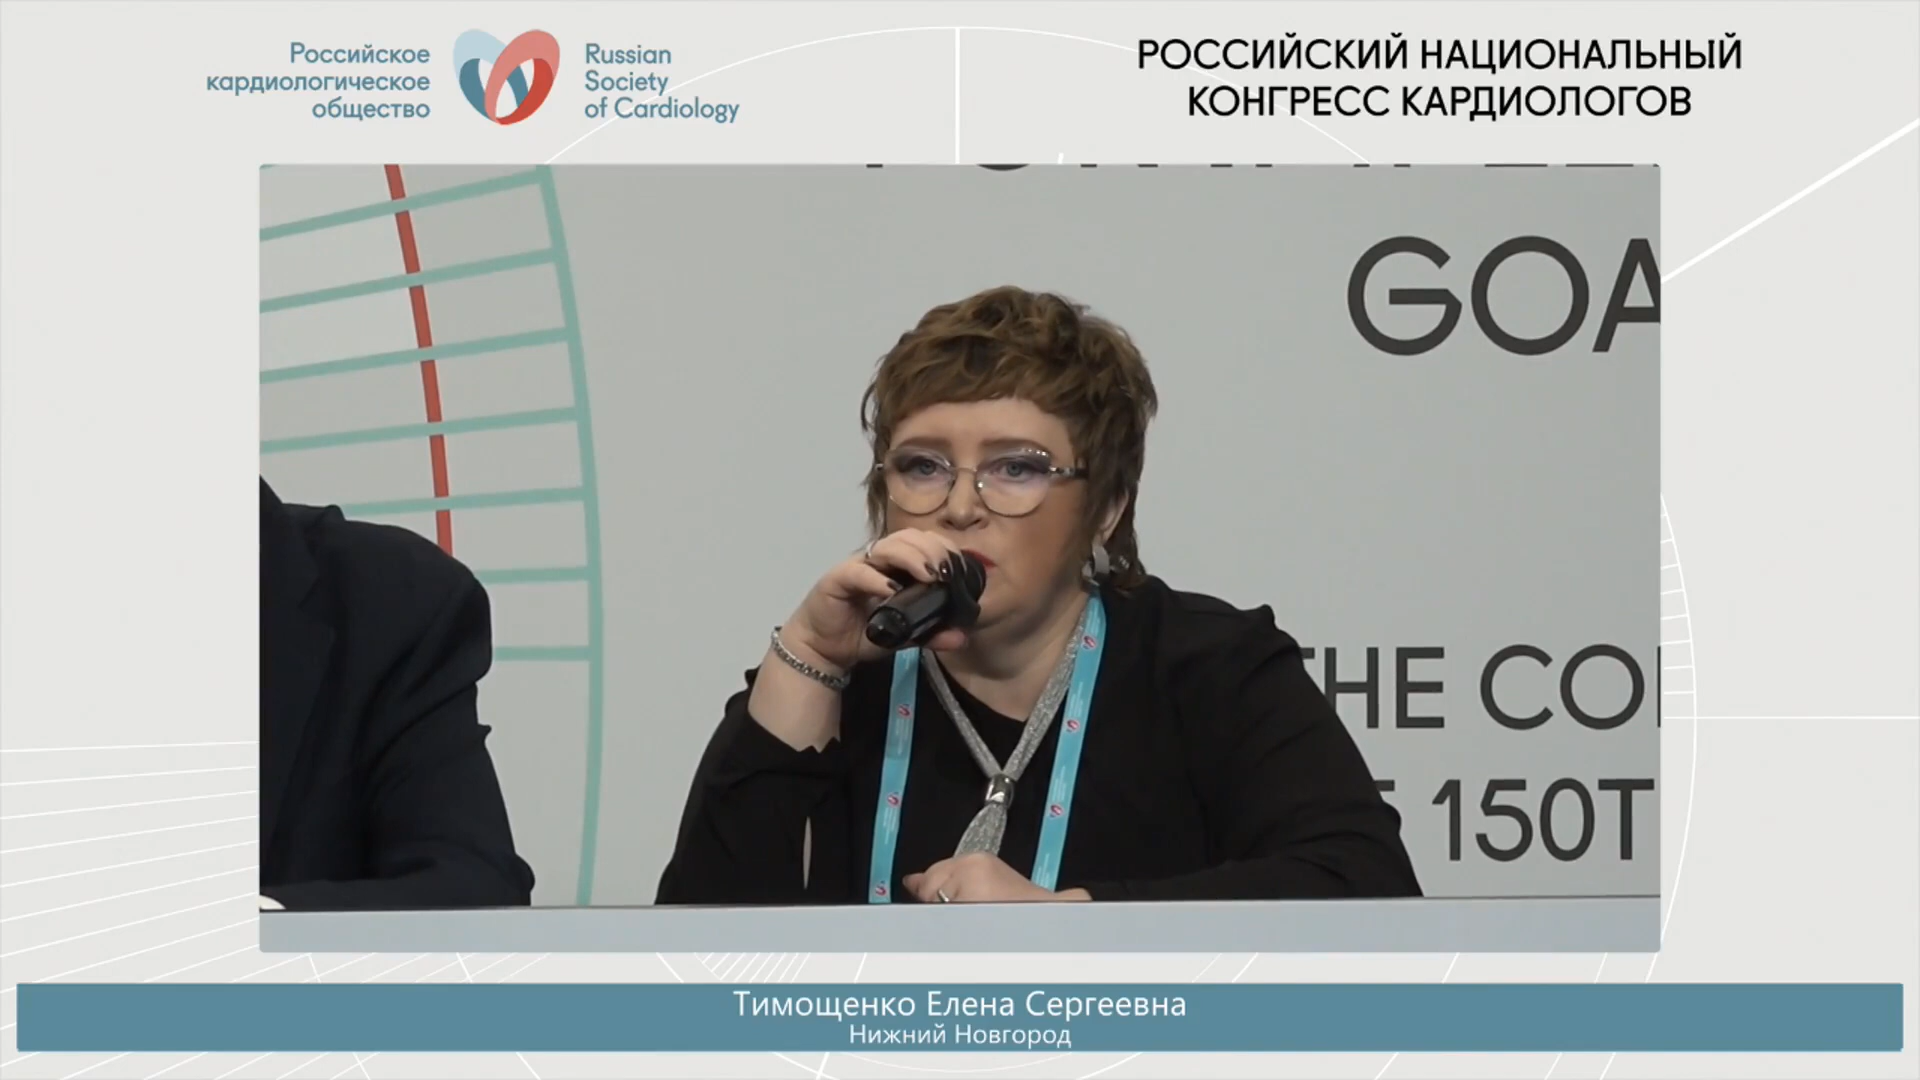 Российское
кардиологическое
общество
Russian
Society
of Cardiology
РОССИЙСКИЙ НАЦИОНАЛЬНЫЙ
КОНГРЕСС КАРДИОЛОГОВ
GOA
THE CO
150T
Тимощенко Елена Сергеевна
Нижний Новгород